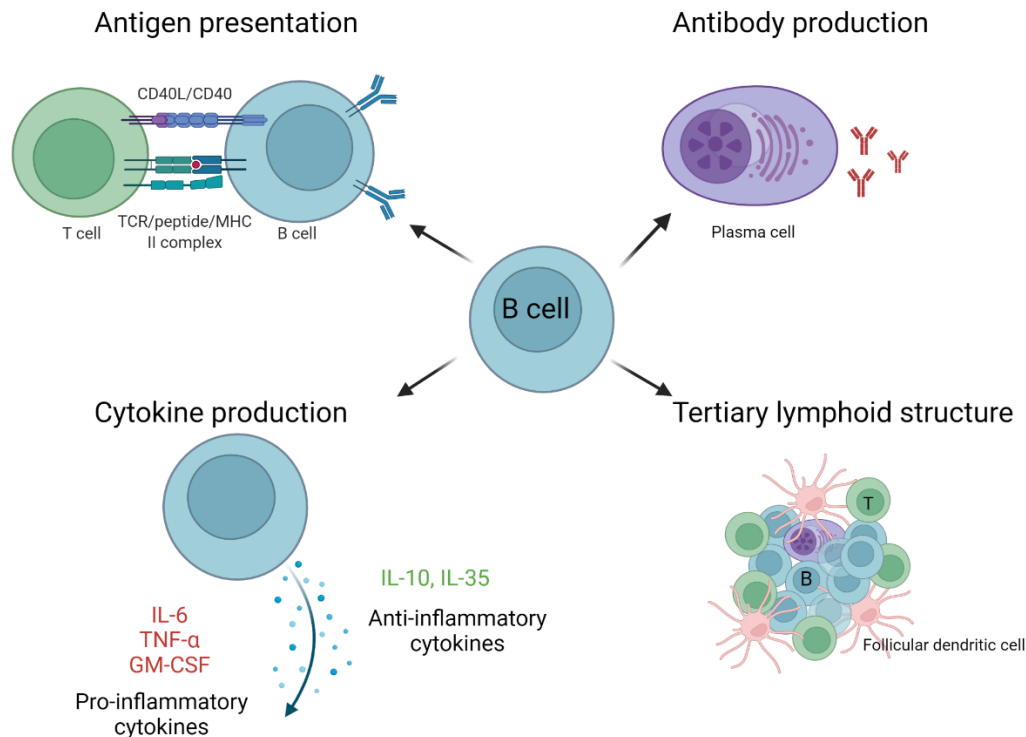 Antigen presentation
Antibody production
CD40L/CD40
T cell
TCR/peptide/MHC
II complex
B cell
Plasma cell
B cell
Cytokine production
Tertiary lymphoid structure
IL-10, IL-35
Anti-inflammatory
cytokines
IL-6
TNF-α
GM-CSF
Pro-inflammatory
cytokines
T
B
Follicular dendritic cell